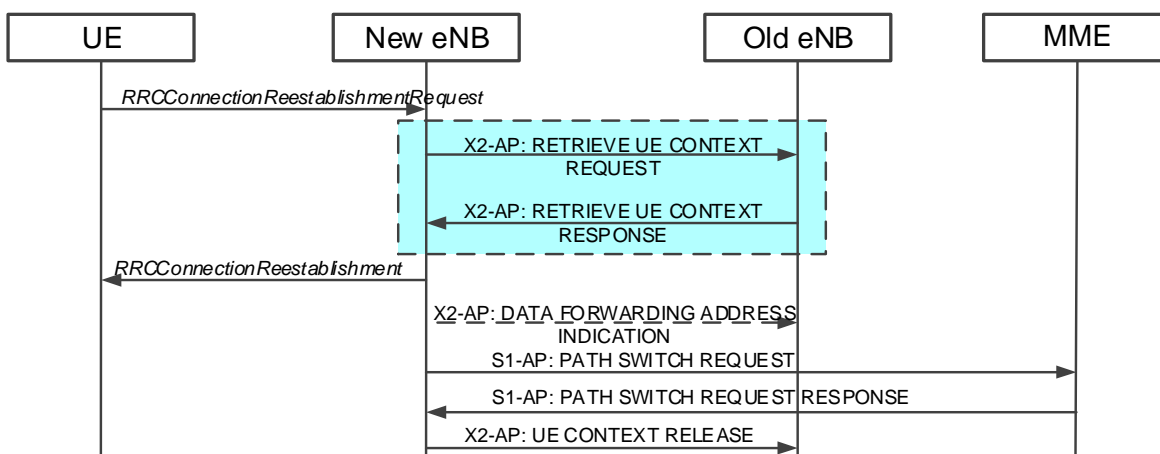 UE
New eNB
Old eNB
MME
RRCConnectionReestablishmentRequest
X2-AP: RETRIEVE UE CONTEXT
REQUEST
X2-AP: RETRIEVE UE CONTEXT
RESPONSE
RRCConnectionReestablishment
X2-AP: DATA FORWARDING ADDRESS
INDICATION
S1-AP: PATH SWITCH REQUEST
S1-AP: PATH SWITCH REQUEST RESPONSE
X2-AP: UE CONTEXT RELEASE